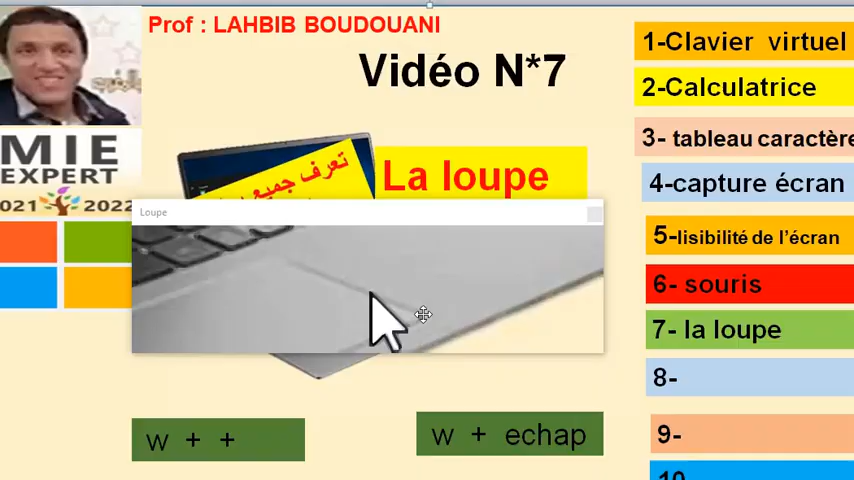 Prof : LAHBIB BOUDOUANI
Vidéo N*7
MIE
EXPERT
2021 2022
تعرف جميع
La loupe
Loupe
w + +
w + echap
1-Clavier virtuel
2-Calculatrice
3- tableau caractère
4-capture écran
5-lisibilité de l’écran
6- souris
7- la loupe
8-
9-
10